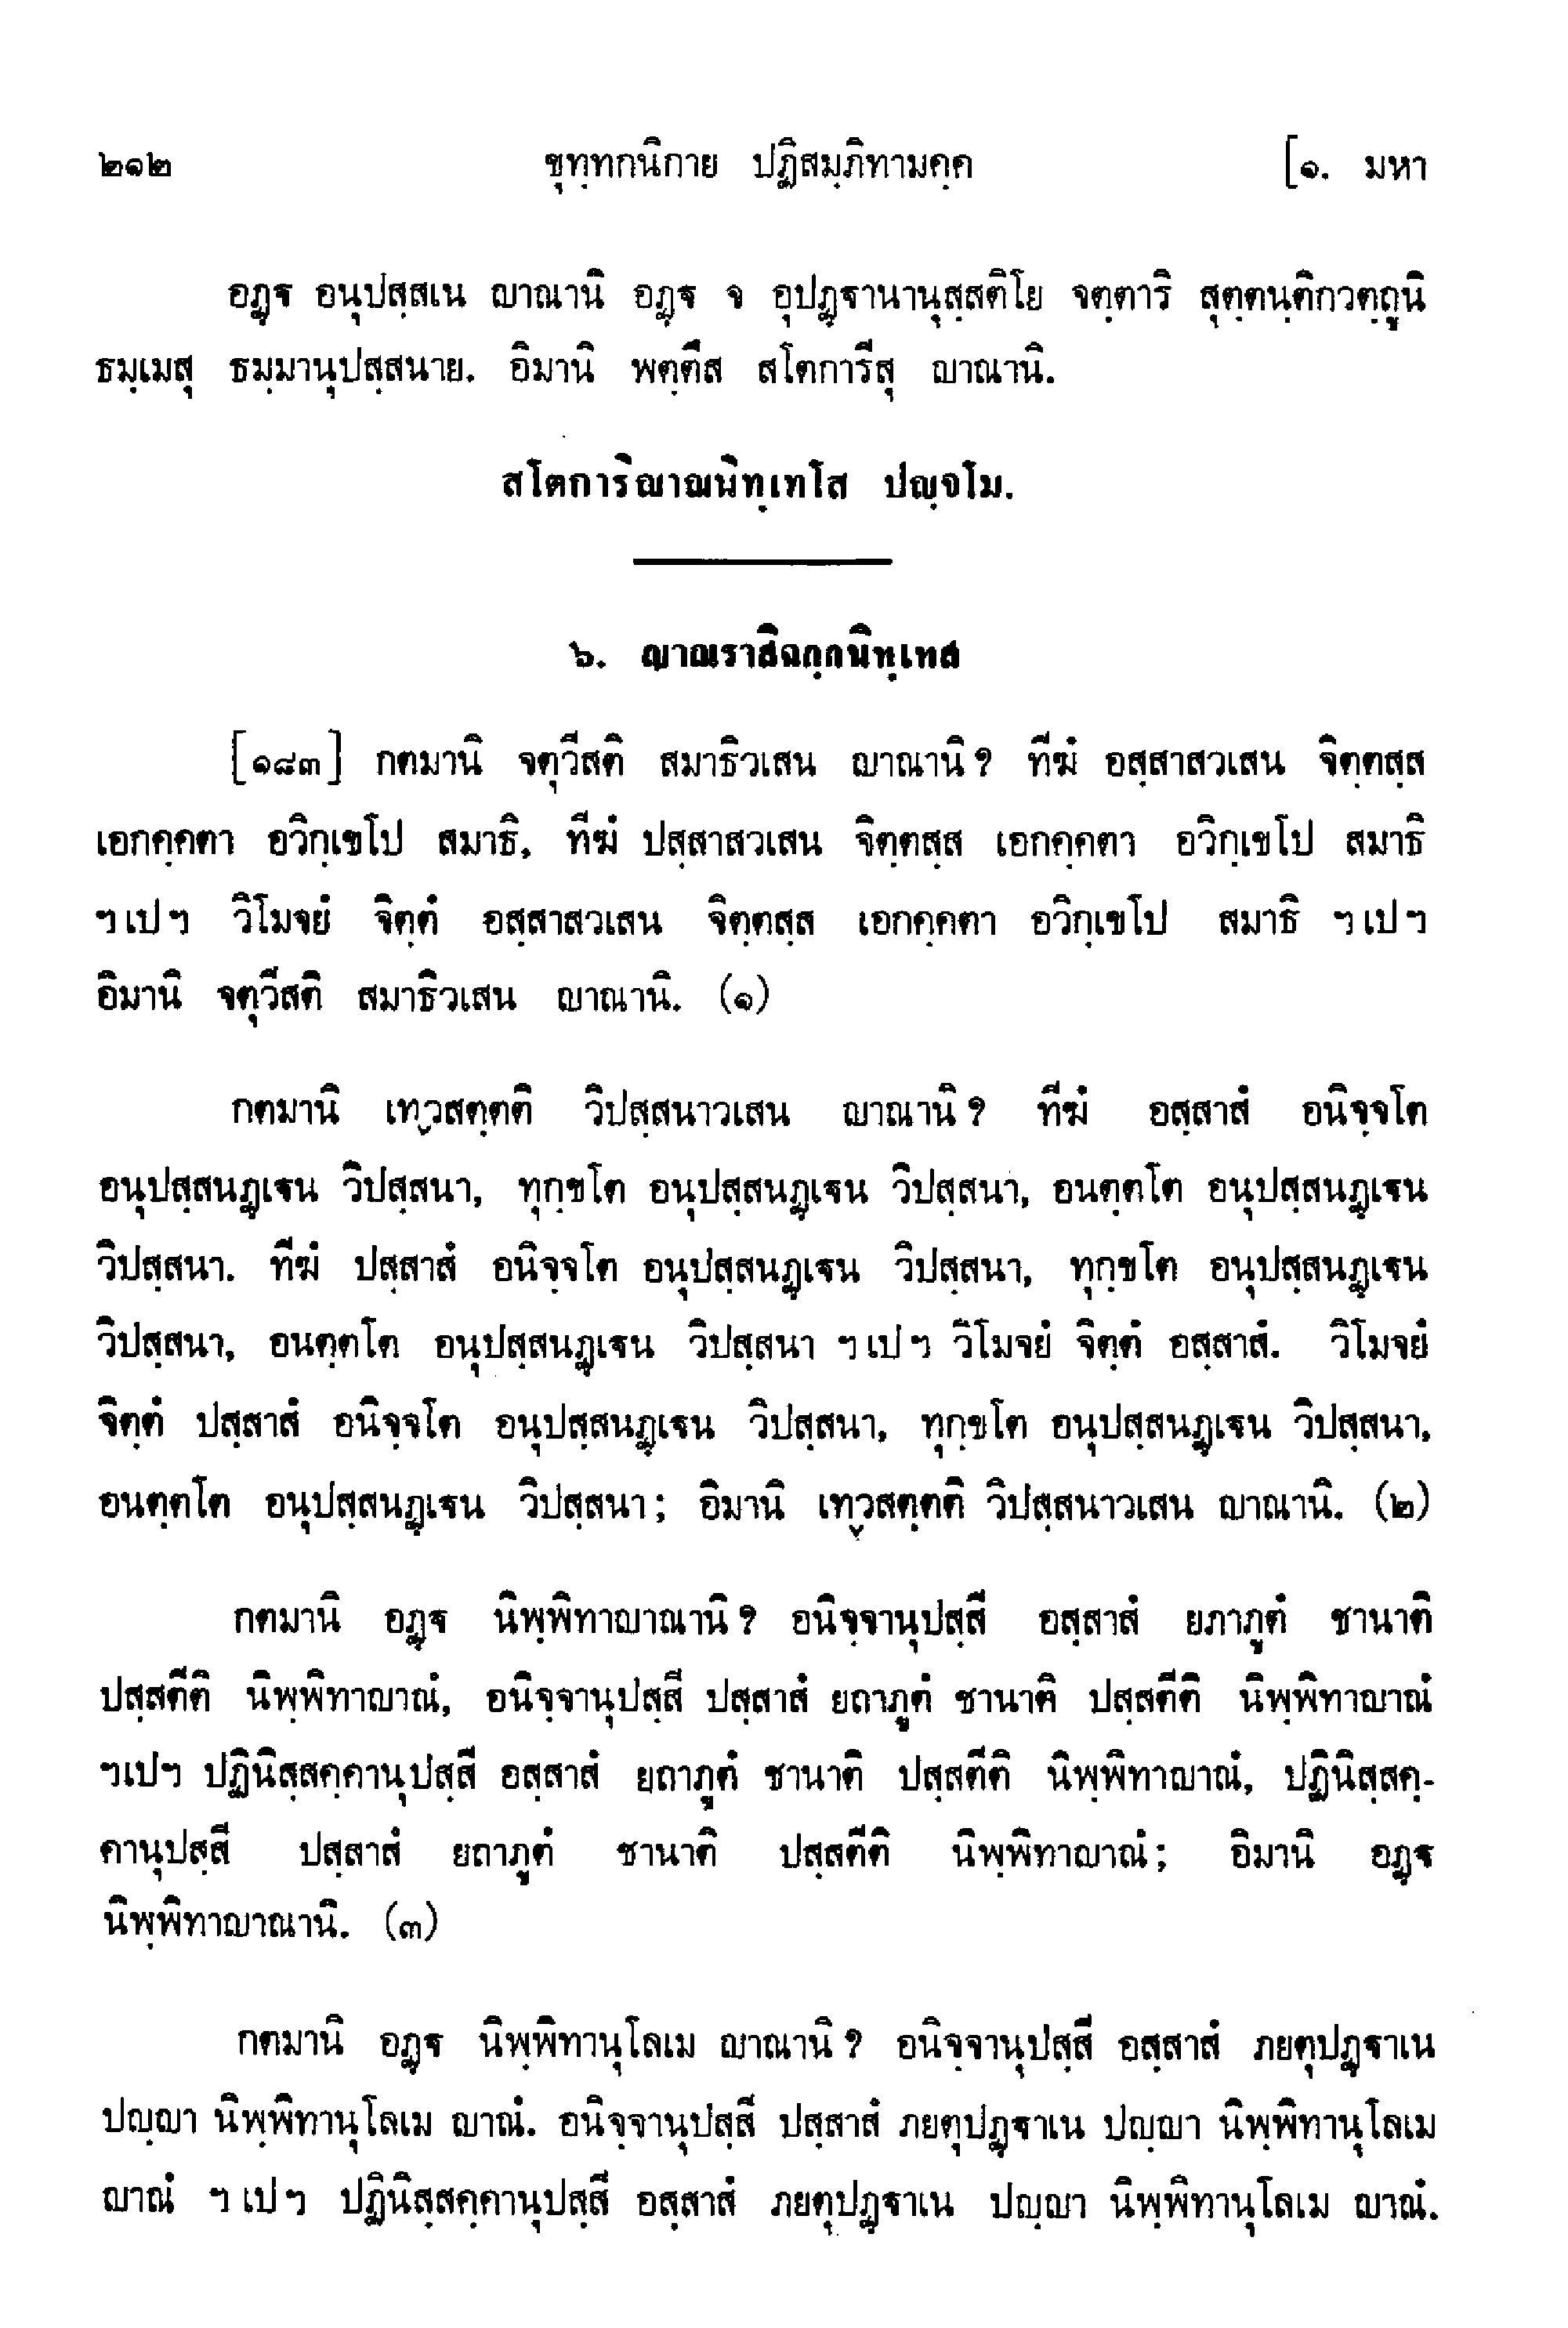 ๒๑๒ ขุทฺทกนิกาย ปฏิสมฺภิทามคฺค [๑. มหา
อฏฺฐ อนุปสฺสเน ญาณานิ อฏฺฐ จ อุปฏฺฐานานุสฺสติโย จตฺตาริ สุตฺตนฺติกวตฺถูนิ
ธมฺเมสุ ธมฺมานุปสฺสนาย. อิมานิ พตฺตึส สโตการีสุ ญาณานิ.
สโตการิญาณนิทฺเทโส ปญฺจโม.
๖. ญาณราสิฉกฺกนิทฺเทส
[๑๘๓] กตมานิ จตุวีสติ สมาธิวเสน ญาณานิ? ทีฆํ อสฺสาสวเสน จิตฺตสฺส
เอกคฺคตา อวิกฺเขโป สมาธิ, ทีฆํ ปสฺสาสวเสน จิตฺตสฺส เอกคฺคตา อวิกฺเขโป สมาธิ
ฯเปฯ วิโมจยํ จิตฺตํ อสฺสาสวเสน จิตฺตสฺส เอกคฺคตา อวิกฺเขโป สมาธิ ฯเปฯ
อิมานิ จตุวีสติ สมาธิวเสน ญาณานิ. (๑)
กตมานิ เทฺวสตฺตติ วิปสฺสนาวเสน ญาณานิ? ทีฆํ อสฺสาสํ อนิจฺจโต
อนุปสฺสนฏฺเฐน วิปสฺสนา, ทุกฺขโต อนุปสฺสนฏฺเฐน วิปสฺสนา, อนตฺตโต อนุปสฺสนฏฺเฐน
วิปสฺสนา. ทีฆํ ปสฺสาสํ อนิจฺจโต อนุปสฺสนฏฺเฐน วิปสฺสนา, ทุกฺขโต อนุปสฺสนฏฺเฐน
วิปสฺสนา, อนตฺตโต อนุปสฺสนฏฺเฐน วิปสฺสนา ฯเปฯ วิโมจยํ จิตฺตํ อสฺสาสํ. วิโมจยํ
จิตฺตํ ปสฺสาสํ อนิจฺจโต อนุปสฺสนฏฺเฐน วิปสฺสนา, ทุกฺขโต อนุปสฺสนฏฺเฐน วิปสฺสนา,
อนตฺตโต อนุปสฺสนฏฺเฐน วิปสฺสนา; อิมานิ เทฺวสตฺตติ วิปสฺสนาวเสน ญาณานิ. (๒)
กตมานิ อฏฺฐ นิพฺพิทาญาณานิ? อนิจฺจานุปสฺสี อสฺสาสํ ยภาภูตํ ชานาติ
ปสฺสตีติ นิพฺพิทาญาณํ, อนิจฺจานุปสฺสี ปสฺสาสํ ยถาภูตํ ชานาติ ปสฺสตีติ นิพฺพิทาญาณํ
ฯเปฯ ปฏินิสฺสคฺคานุปสฺสี อสฺสาสํ ยถาภูตํ ชานาติ ปสฺสตีติ นิพฺพิทาญาณํ, ปฏินิสฺสคฺ-
คานุปสฺสี ปสฺสาสํ ยถาภูตํ ชานาติ ปสฺสตีติ นิพฺพิทาญาณํ; อิมานิ อฏฺฐ
นิพฺพิทาญาณานิ. (๓)
กตมานิ อฏฺฐ นิพฺพิทานุโลเม ญาณานิ? อนิจฺจานุปสฺสี อสฺสาสํ ภยตุปฏฺฐาเน
ปญฺญา นิพฺพิทานุโลเม ญาณํ. อนิจฺจานุปสฺสี ปสฺสาสํ ภยตุปฏฺฐาเน ปญฺญา นิพฺพิทานุโลเม
ญาณํ ฯเปฯ ปฏินิสฺสคฺคานุปสฺสี อสฺสาสํ ภยตุปฏฺฐาเน ปญฺญา นิพฺพิทานุโลเม ญาณํ.